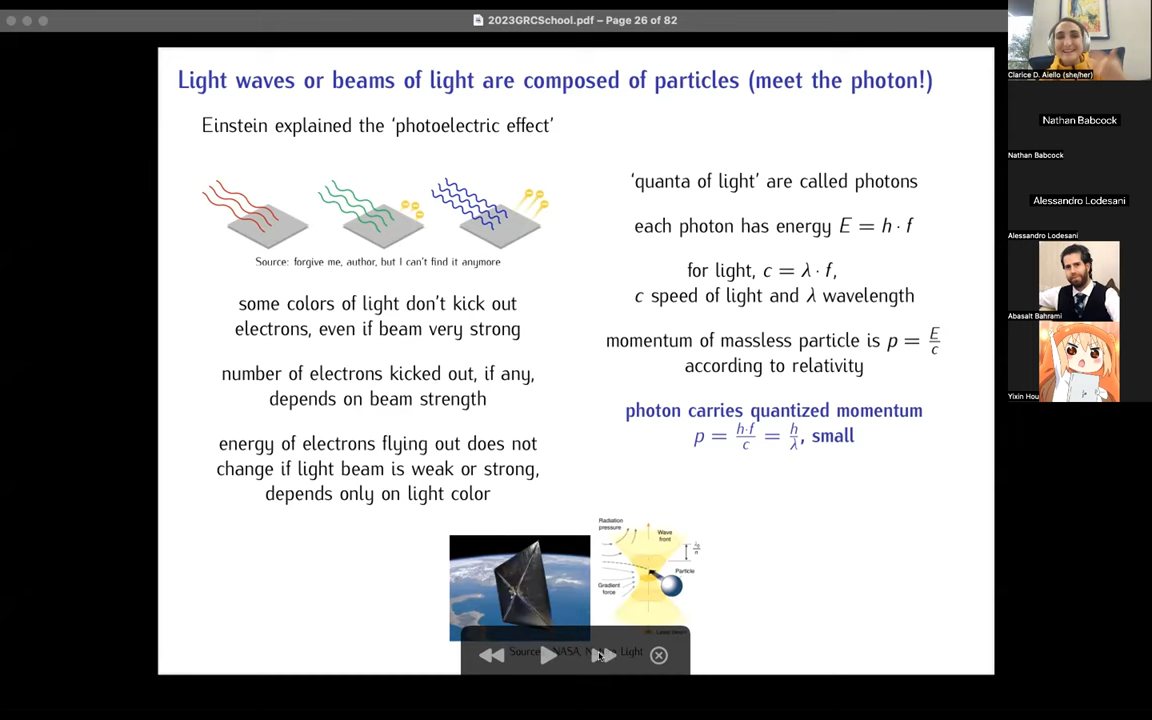 2023GRCSchool.pdf – Page 26 of 82
Light waves or beams of light are composed of particles (meet the photon!)
Einstein explained the ‘photoelectric effect’
Source: forgive me, author, but I can't find it anymore
some colors of light don't kick out
electrons, even if beam very strong
number of electrons kicked out, if any,
depends on beam strength
energy of electrons flying out does not
change if light beam is weak or strong,
depends only on light color
‘quanta of light’ are called photons
each photon has energy E = h · f
for light, c = λ · f,
c speed of light and λ wavelength
momentum of massless particle is p = E/c
according to relativity
photon carries quantized momentum
p = h·f/c = h/λ, small
Radiation
pressure
Wave
front
Particle
Gradient
force
Source: NASA, Light
Clarice D. Aiello (she/her)
Nathan Babcock
Nathan Babcock
Alessandro Lodesani
Alessandro Lodesani
Abasalt Bahrami
Yixin Hou